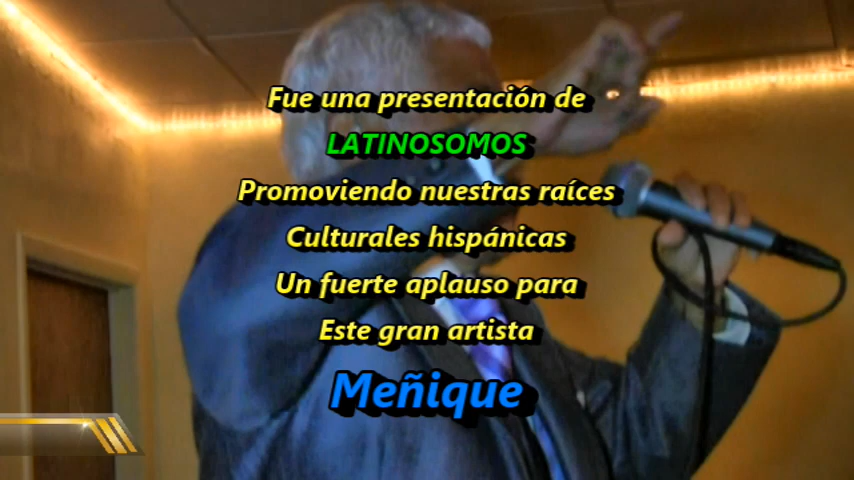 Fue una presentación de
LATINOSOMOS
Promoviendo nuestras raíces
Culturales hispánicas
Un fuerte aplauso para
Este gran artista
Meñique